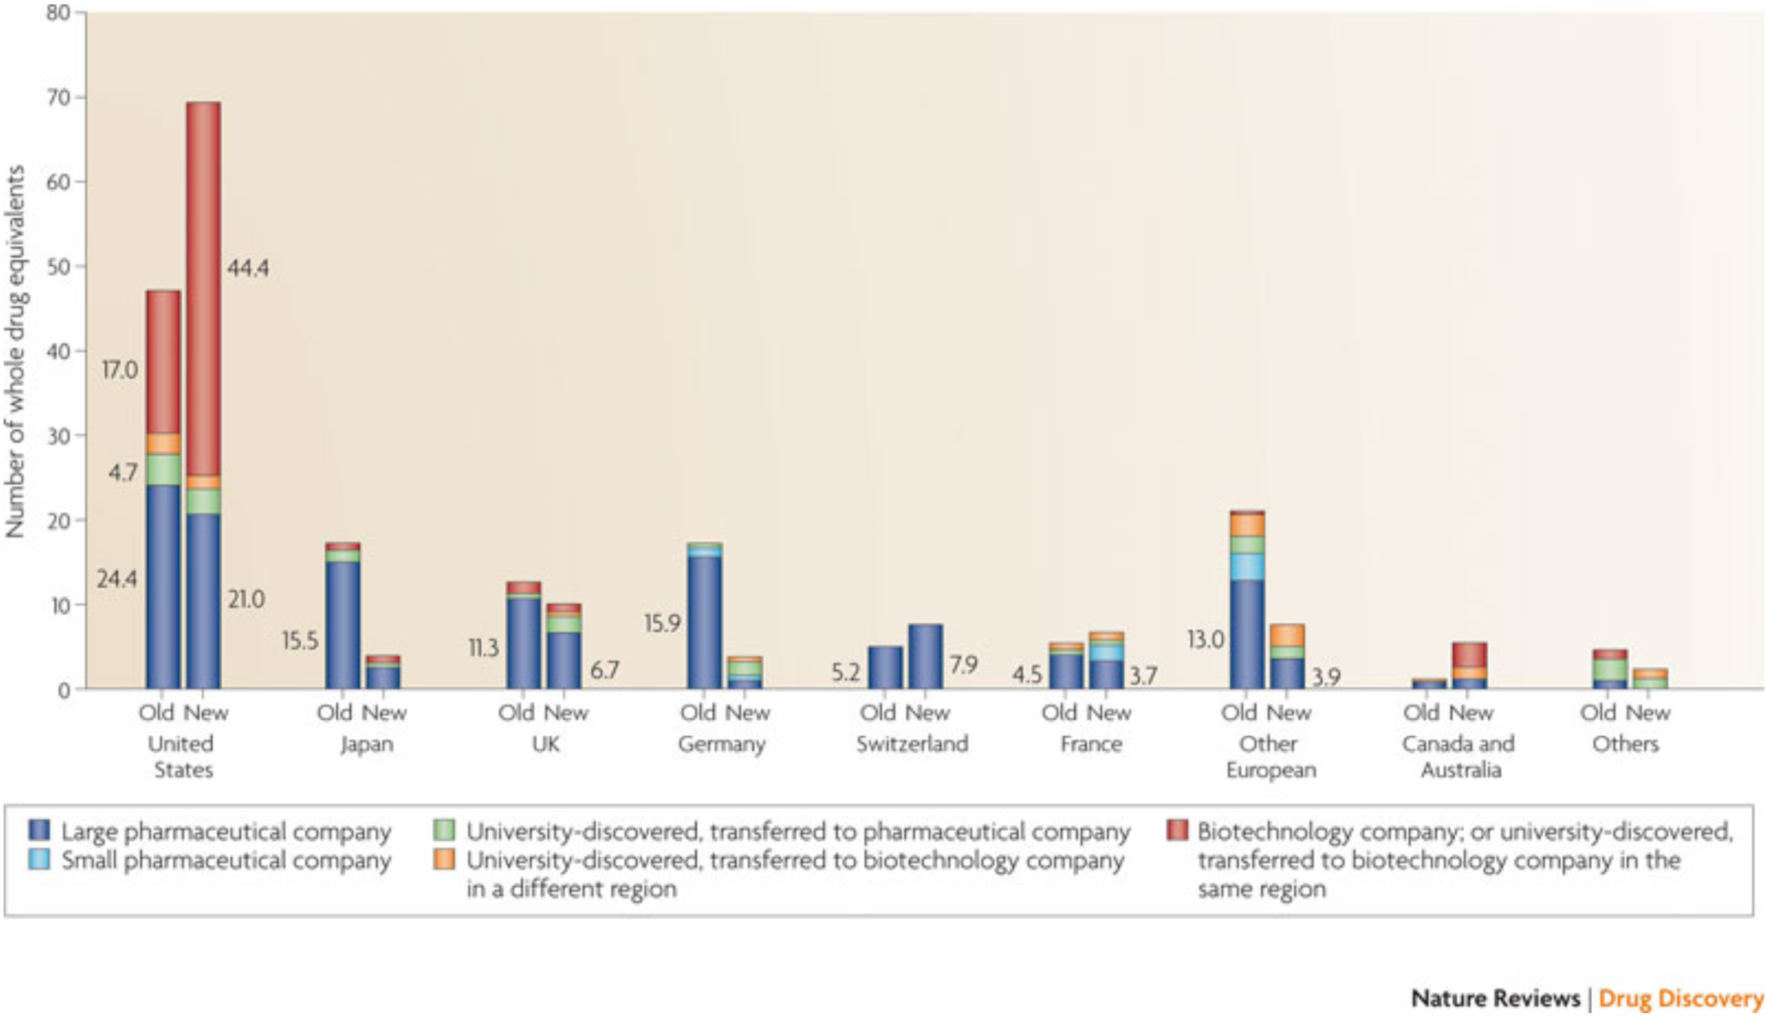 80
70
60
50
40
30
20
10
0
Number of whole drug equivalents
17.0
4.7
24.4
44.4
21.0
15.5
11.3
6.7
15.9
5.2
7.9
4.5
3.7
13.0
3.9
Old New
United
States
Old New
Japan
Old New
UK
Old New
Germany
Old New
Switzerland
Old New
France
Old New
Other
European
Old New
Canada and
Australia
Old New
Others
Large pharmaceutical company
Small pharmaceutical company
University-discovered, transferred to pharmaceutical company
University-discovered, transferred to biotechnology company
in a different region
Biotechnology company; or university-discovered,
transferred to biotechnology company in the
same region
Nature Reviews | Drug Discovery